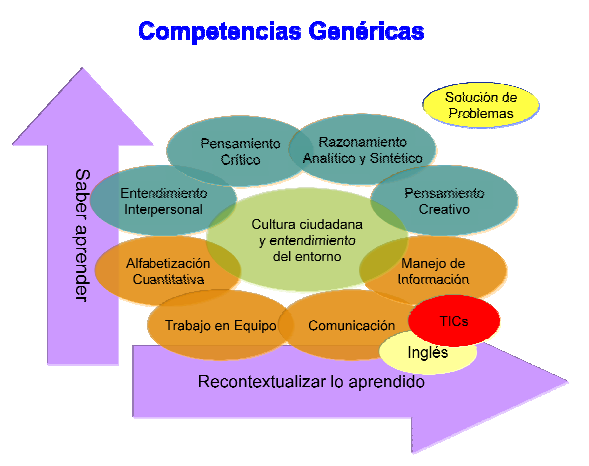 Competencias Genéricas
Solución de
Problemas
Pensamiento
Crítico
Razonamiento
Analítico y Sintético
Entendimiento
Interpersonal
Pensamiento
Creativo
Cultura ciudadana
y entendimiento
del entorno
Saber aprender
Alfabetización
Cuantitativa
Manejo de
Información
Trabajo en Equipo
Comunicación
TICs
Inglés
Recontextualizar lo aprendido